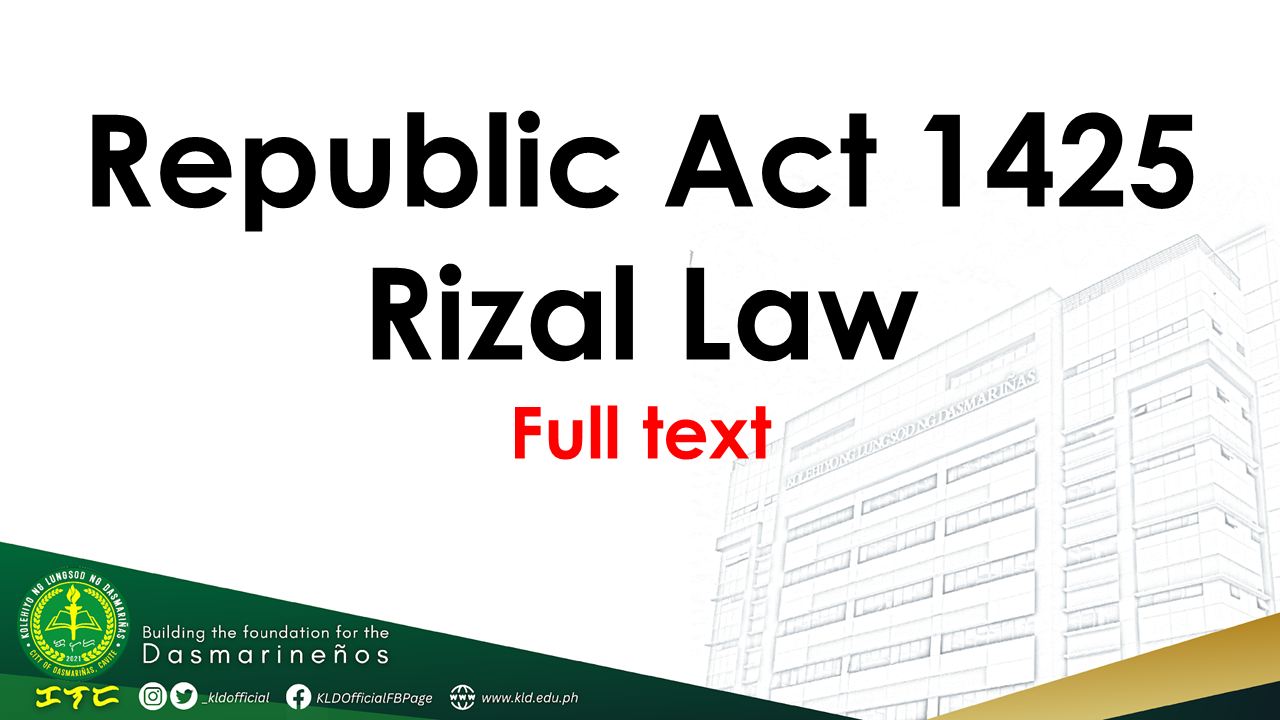 Republic Act 1425
Rizal Law
Full text
KOLEHIYO NG LUNGSOD NG DASMARIÑAS
KOLEHIYO NG LUNGSOD NG DASMARIÑAS
2021
CITY OF DASMARIÑAS, CAVITE
Building the foundation for the
Dasmarineños
_kldofficial
KLDOfficialFBPage
www.kld.edu.ph